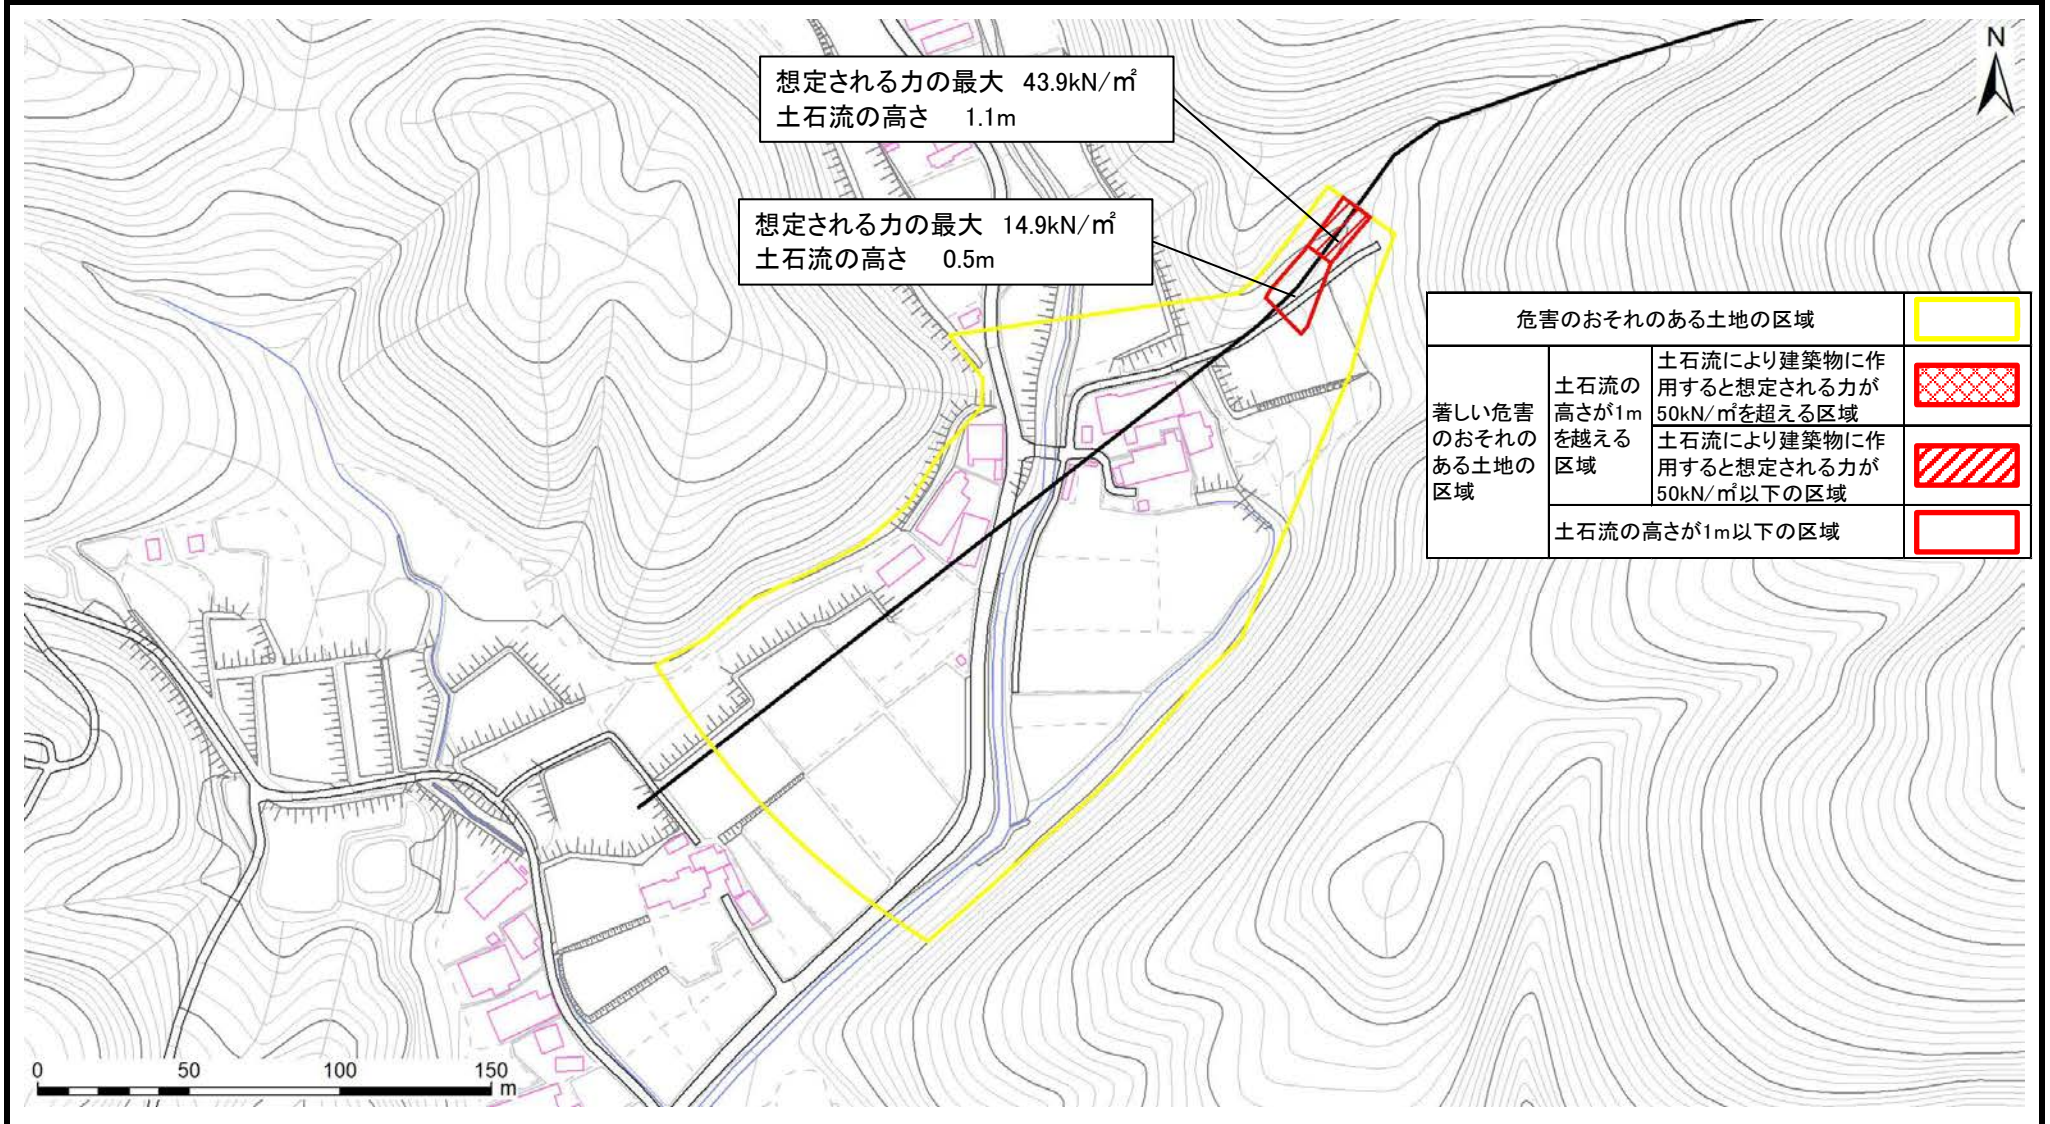 想定される力の最大 43.9kN/㎡
土石流の高さ 1.1m
想定される力の最大 14.9kN/㎡
土石流の高さ 0.5m
N
危害のおそれのある土地の区域
著しい危害
のおそれの
ある土地の
区域
土石流の
高さが1m
を越える
区域
土石流により建築物に作
用すると想定される力が
50kN/㎡を超える区域
土石流により建築物に作
用すると想定される力が
50kN/㎡以下の区域
土石流の高さが1m以下の区域
0 50 100 150
m